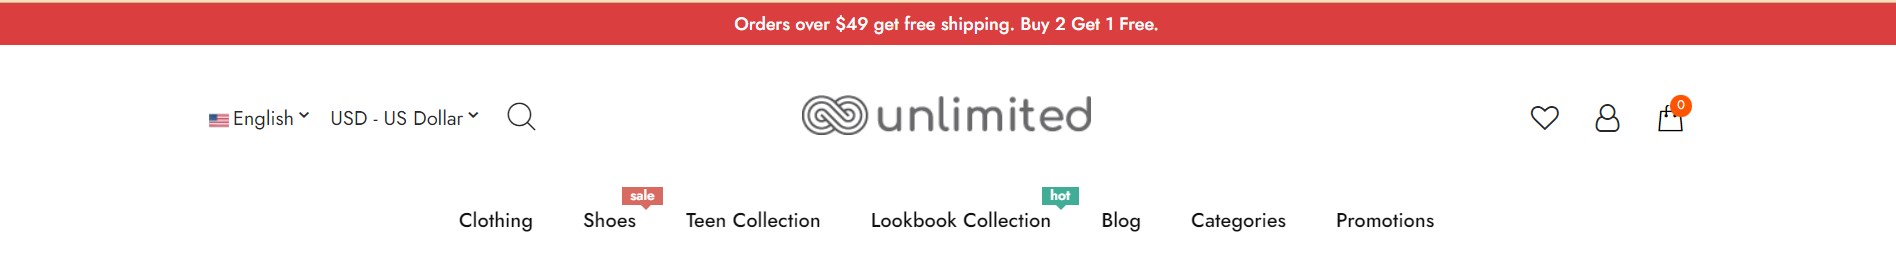 Orders over $49 get free shipping. Buy 2 Get 1 Free.
English USD - US Dollar unlimited 0
sale hot
Clothing Shoes Teen Collection Lookbook Collection Blog Categories Promotions